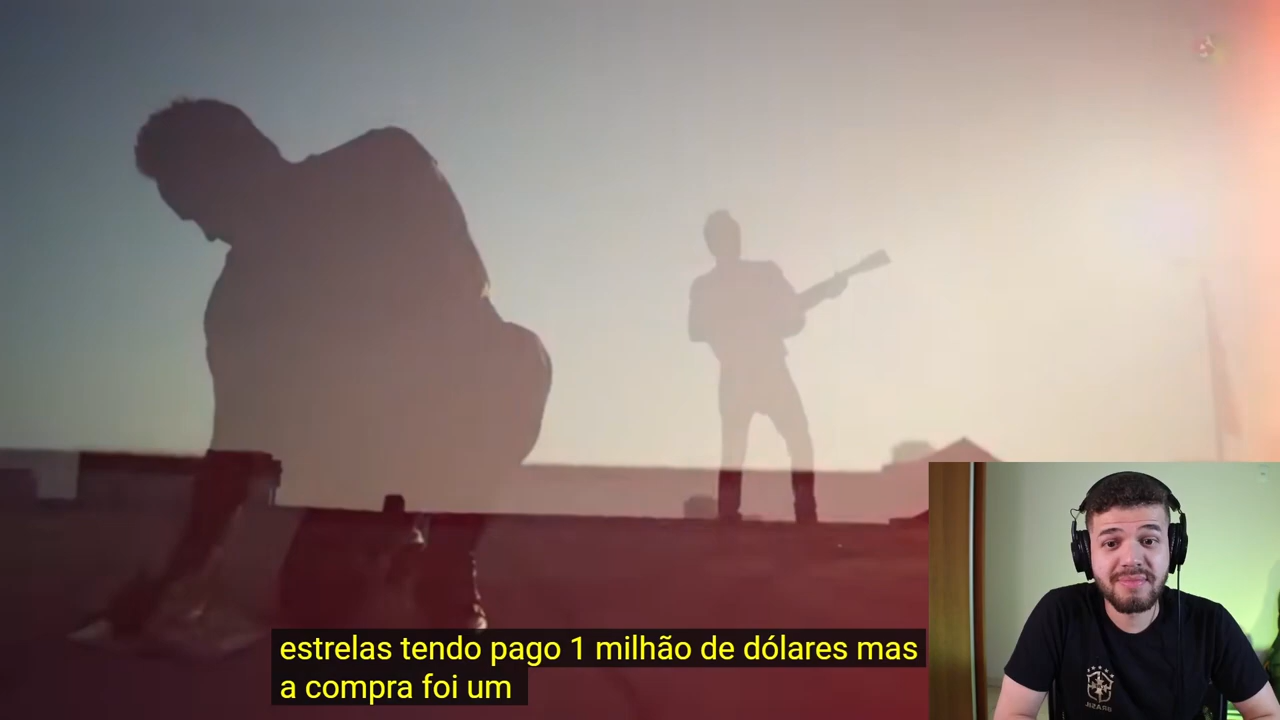 estrelas tendo pago 1 milhão de dólares mas
a compra foi um